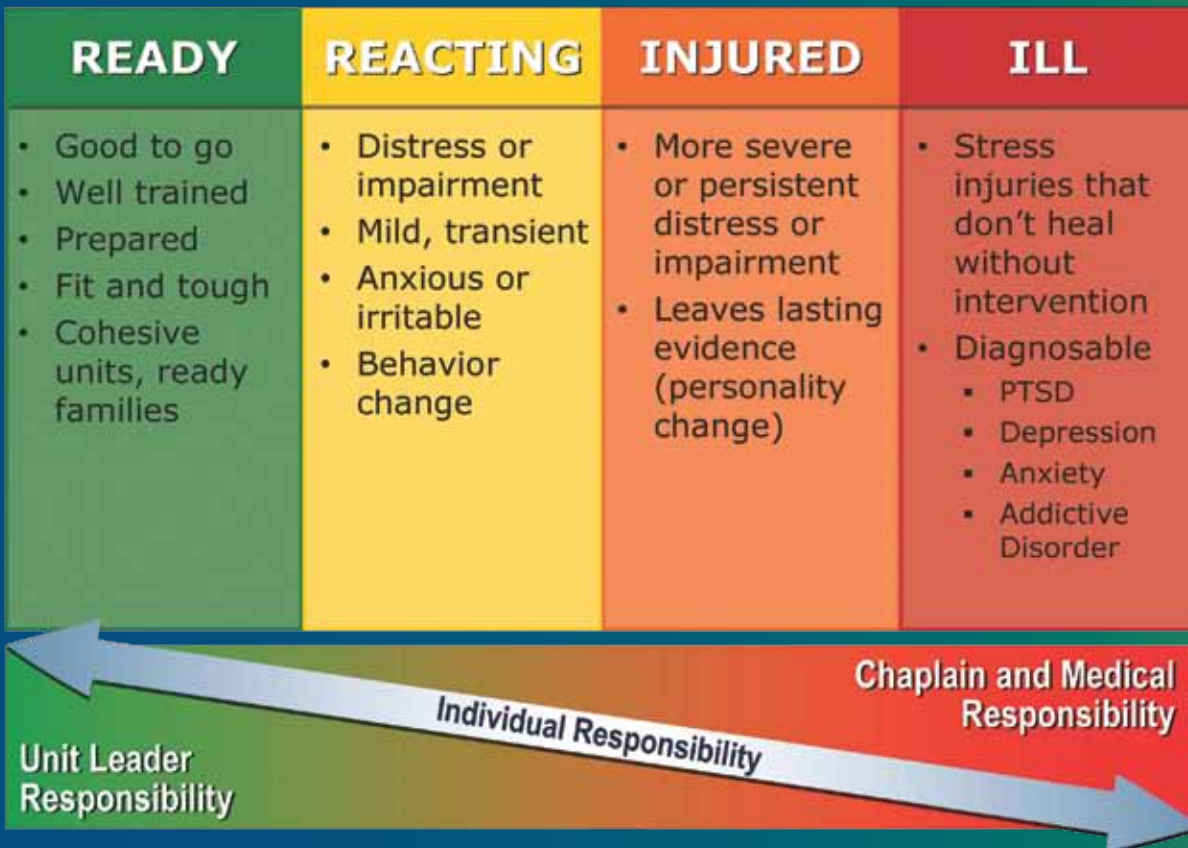 READY
• Good to go
• Well trained
• Prepared
• Fit and tough
• Cohesive
units, ready
families
REACTING
• Distress or
impairment
• Mild, transient
• Anxious or
irritable
• Behavior
change
INJURED
• More severe
or persistent
distress or
impairment
• Leaves lasting
evidence
(personality
change)
ILL
• Stress
injuries that
don't heal
without
intervention
• Diagnosable
▪ PTSD
▪ Depression
▪ Anxiety
▪ Addictive
Disorder
Unit Leader
Responsibility
Individual Responsibility
Chaplain and Medical
Responsibility